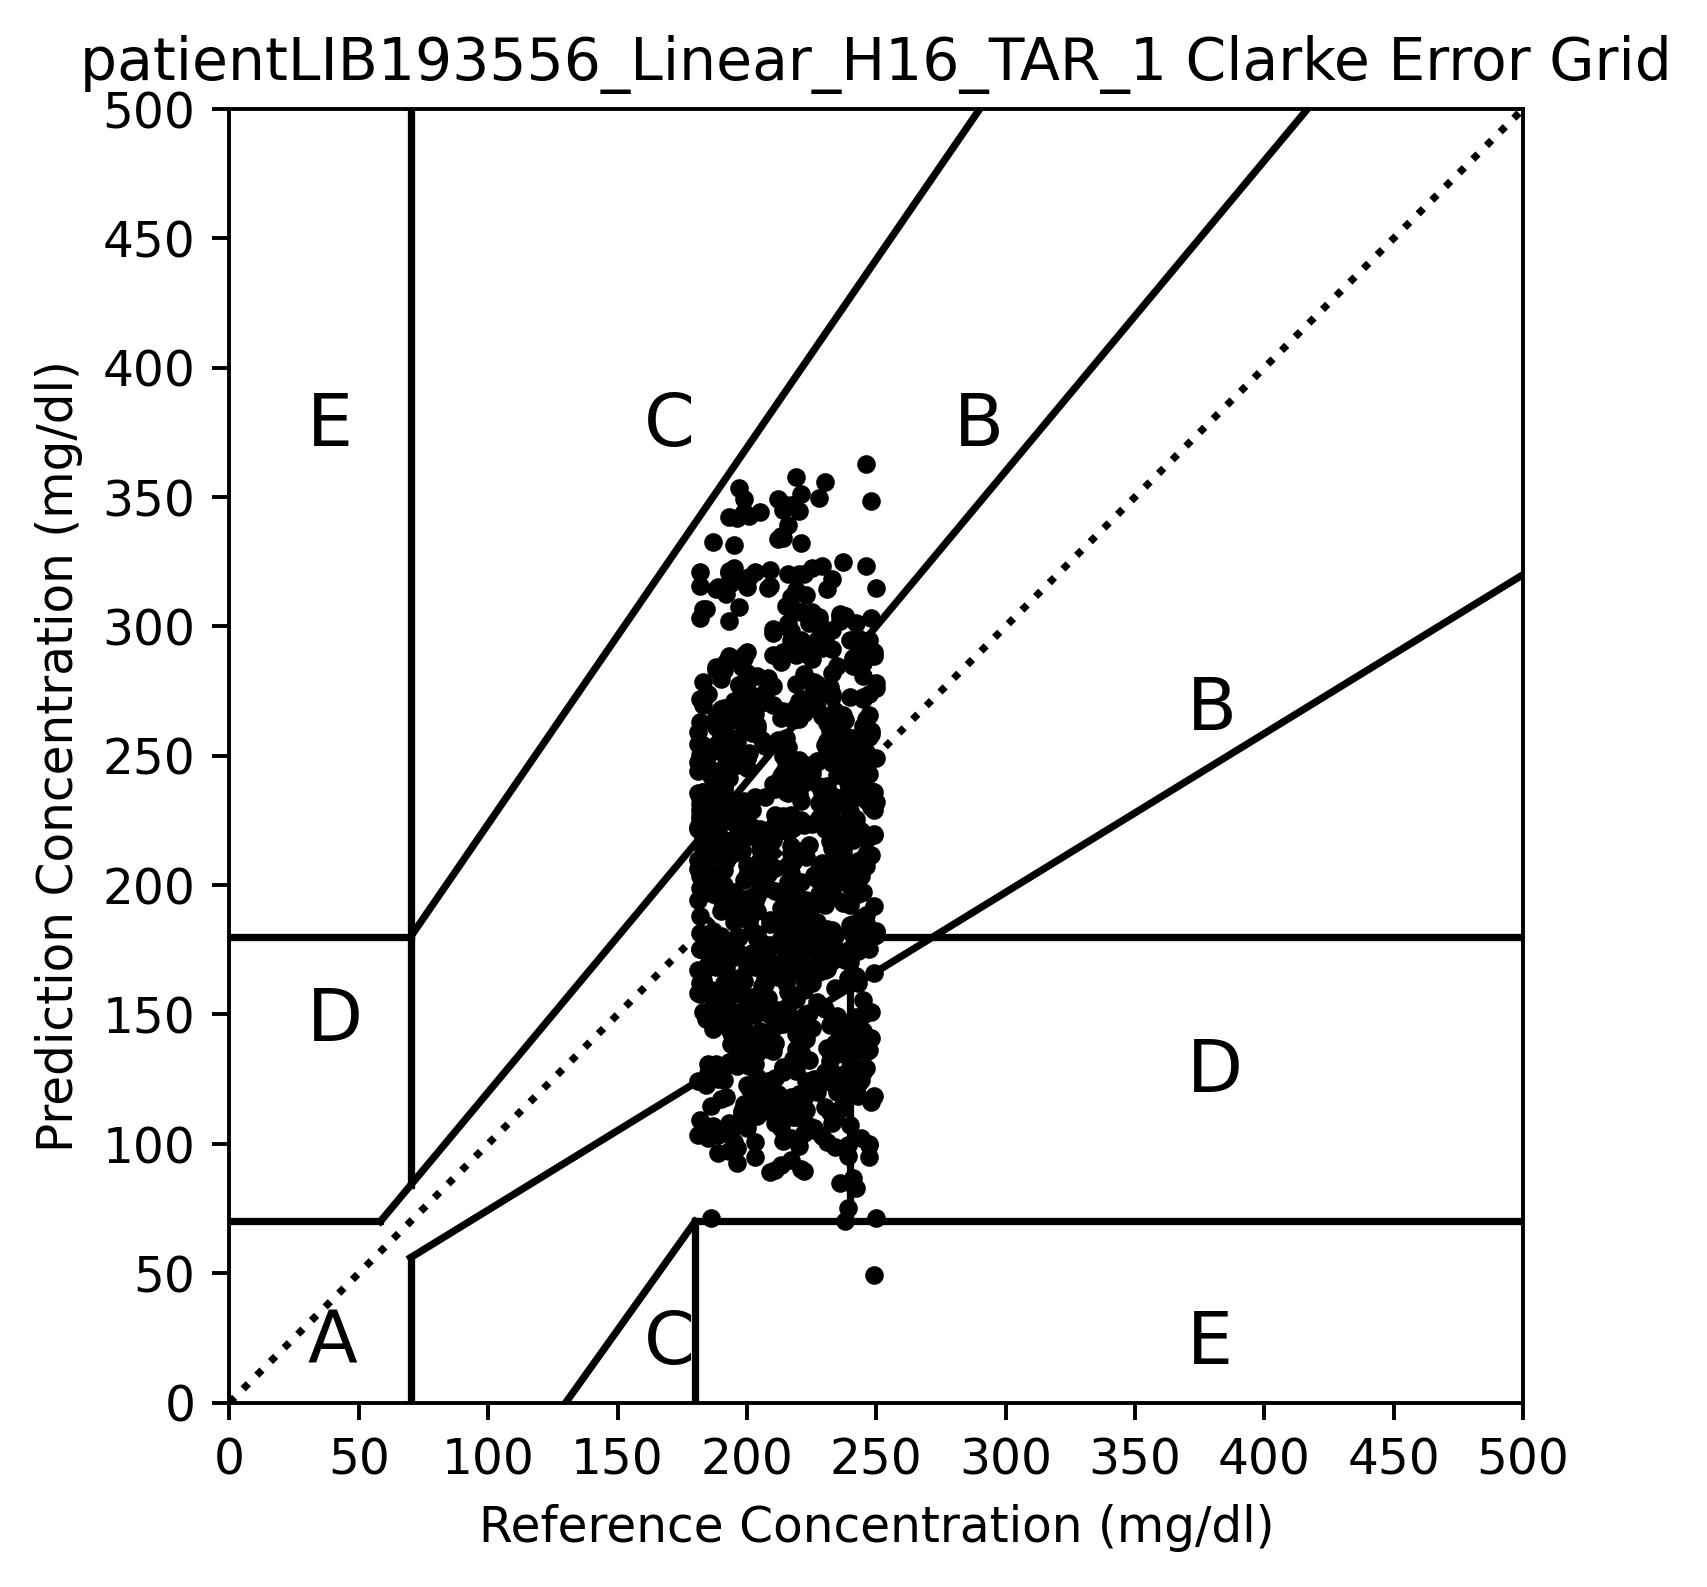 patientLIB193556_Linear_H16_TAR_1 Clarke Error Grid
Prediction Concentration (mg/dl)
500
450
400
350
300
250
200
150
100
50
0
E
C
B
B
D
D
A
C
E
0 50 100 150 200 250 300 350 400 450 500
Reference Concentration (mg/dl)